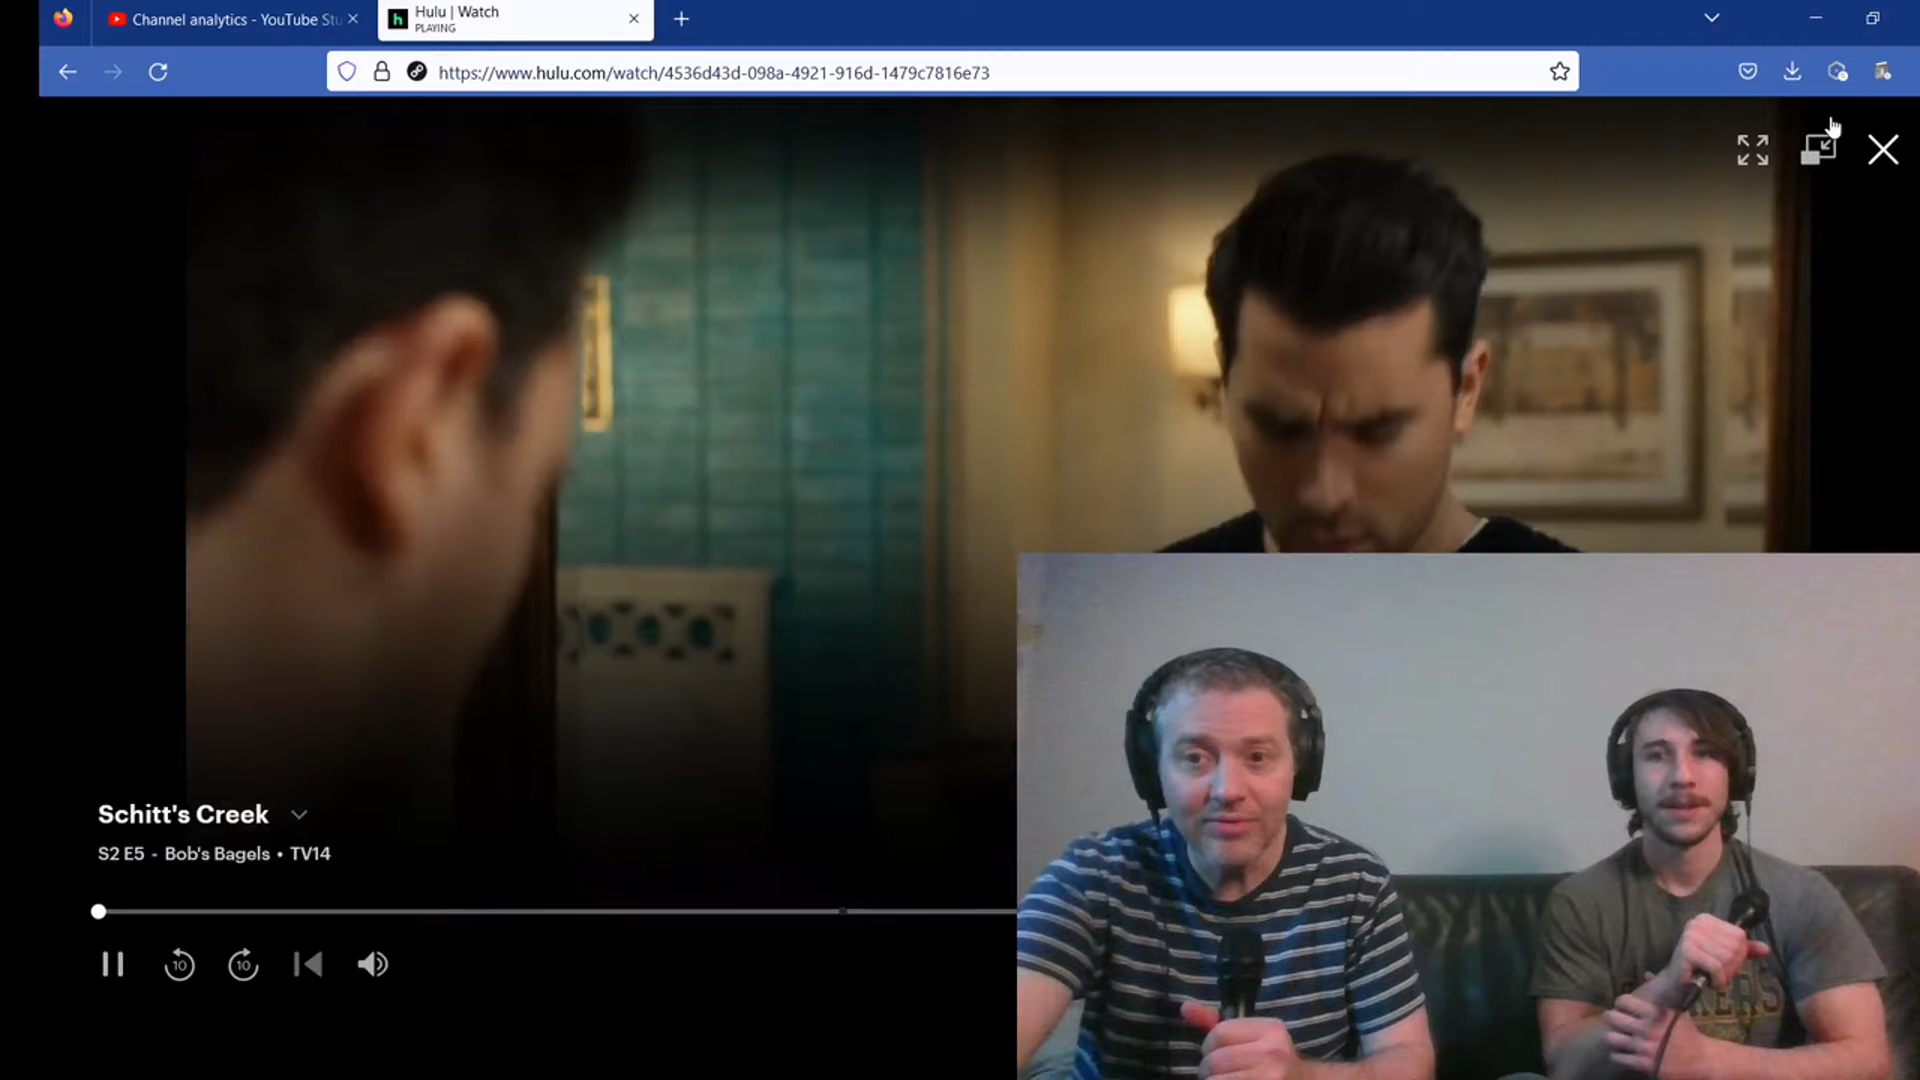 Channel analytics - YouTube Stu
Hulu | Watch
PLAYING
https://www.hulu.com/watch/4536d43d-098a-4921-916d-1479c7816e73
Schitt's Creek
S2 E5 - Bob's Bagels • TV14
10
10